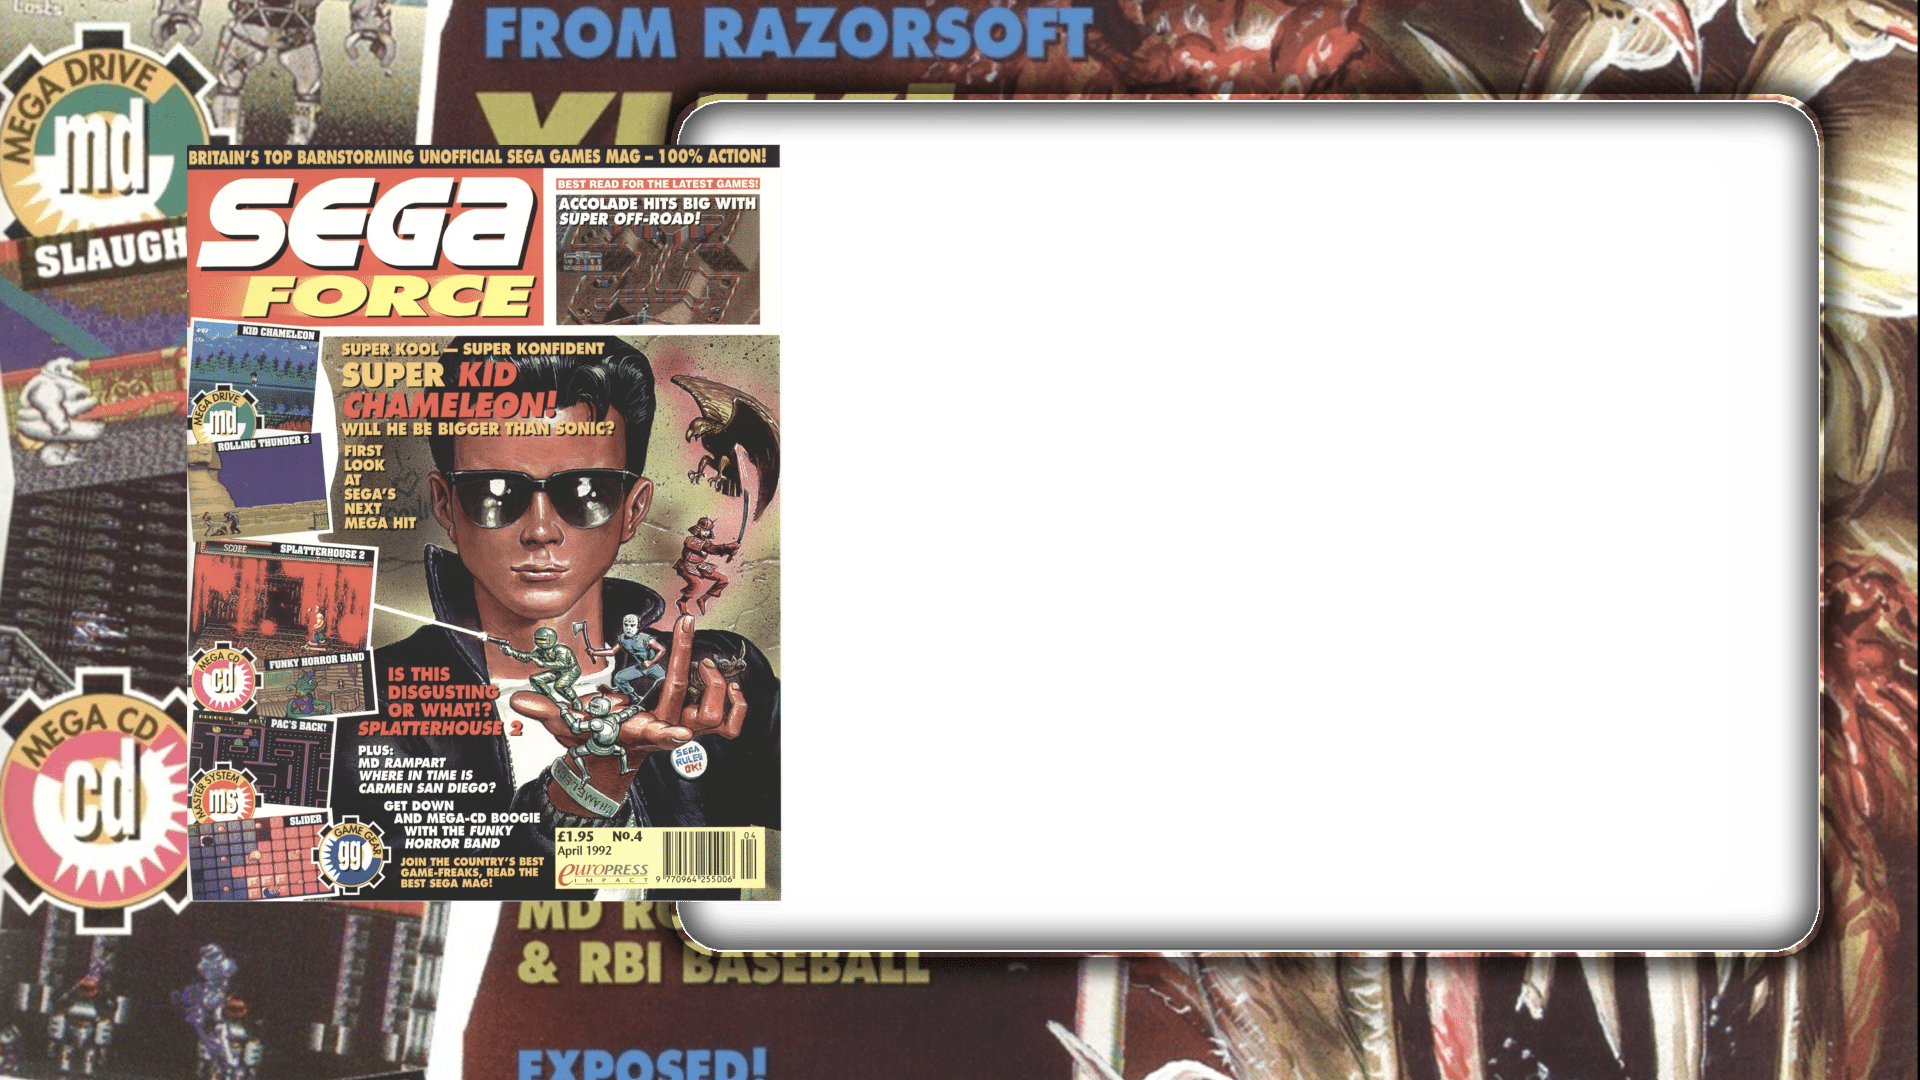 Lasts
FROM RAZORSOFT
MEGA DRIVE
md
SLAUGH
MEGA CD
cd
MD R
& RBI BASEBALL
EXPOSED!
BRITAIN'S TOP BARNSTORMING UNOFFICIAL SEGA GAMES MAG – 100% ACTION!
SEGA
FORCE
BEST READ FOR THE LATEST GAMES!
ACCOLADE HITS BIG WITH
SUPER OFF-ROAD!
KID CHAMELEON
MEGA DRIVE
md
ROLLING THUNDER 2
SUPER KOOL — SUPER KONFIDENT
SUPER KID
CHAMELEON!
WILL HE BE BIGGER THAN SONIC?
FIRST
LOOK
AT
SEGA'S
NEXT
MEGA HIT
SCORE
SPLATTERHOUSE 2
MEGA CD
cd
FUNKY HORROR BAND
IS THIS
DISGUSTING
OR WHAT!?
SPLATTERHOUSE 2
PAC'S BACK!
MASTER SYSTEM
ms
PLUS:
MD RAMPART
WHERE IN TIME IS
CARMEN SAN DIEGO?
GET DOWN
AND MEGA-CD BOOGIE
WITH THE FUNKY
HORROR BAND
SLIDER
GAME GEAR
gg
JOIN THE COUNTRY'S BEST
GAME-FREAKS, READ THE
BEST SEGA MAG!
SEGA
RULES
OK!
CHAMELEON
£1.95 No.4
April 1992
europress
IMPACT
04
9 770964 255006